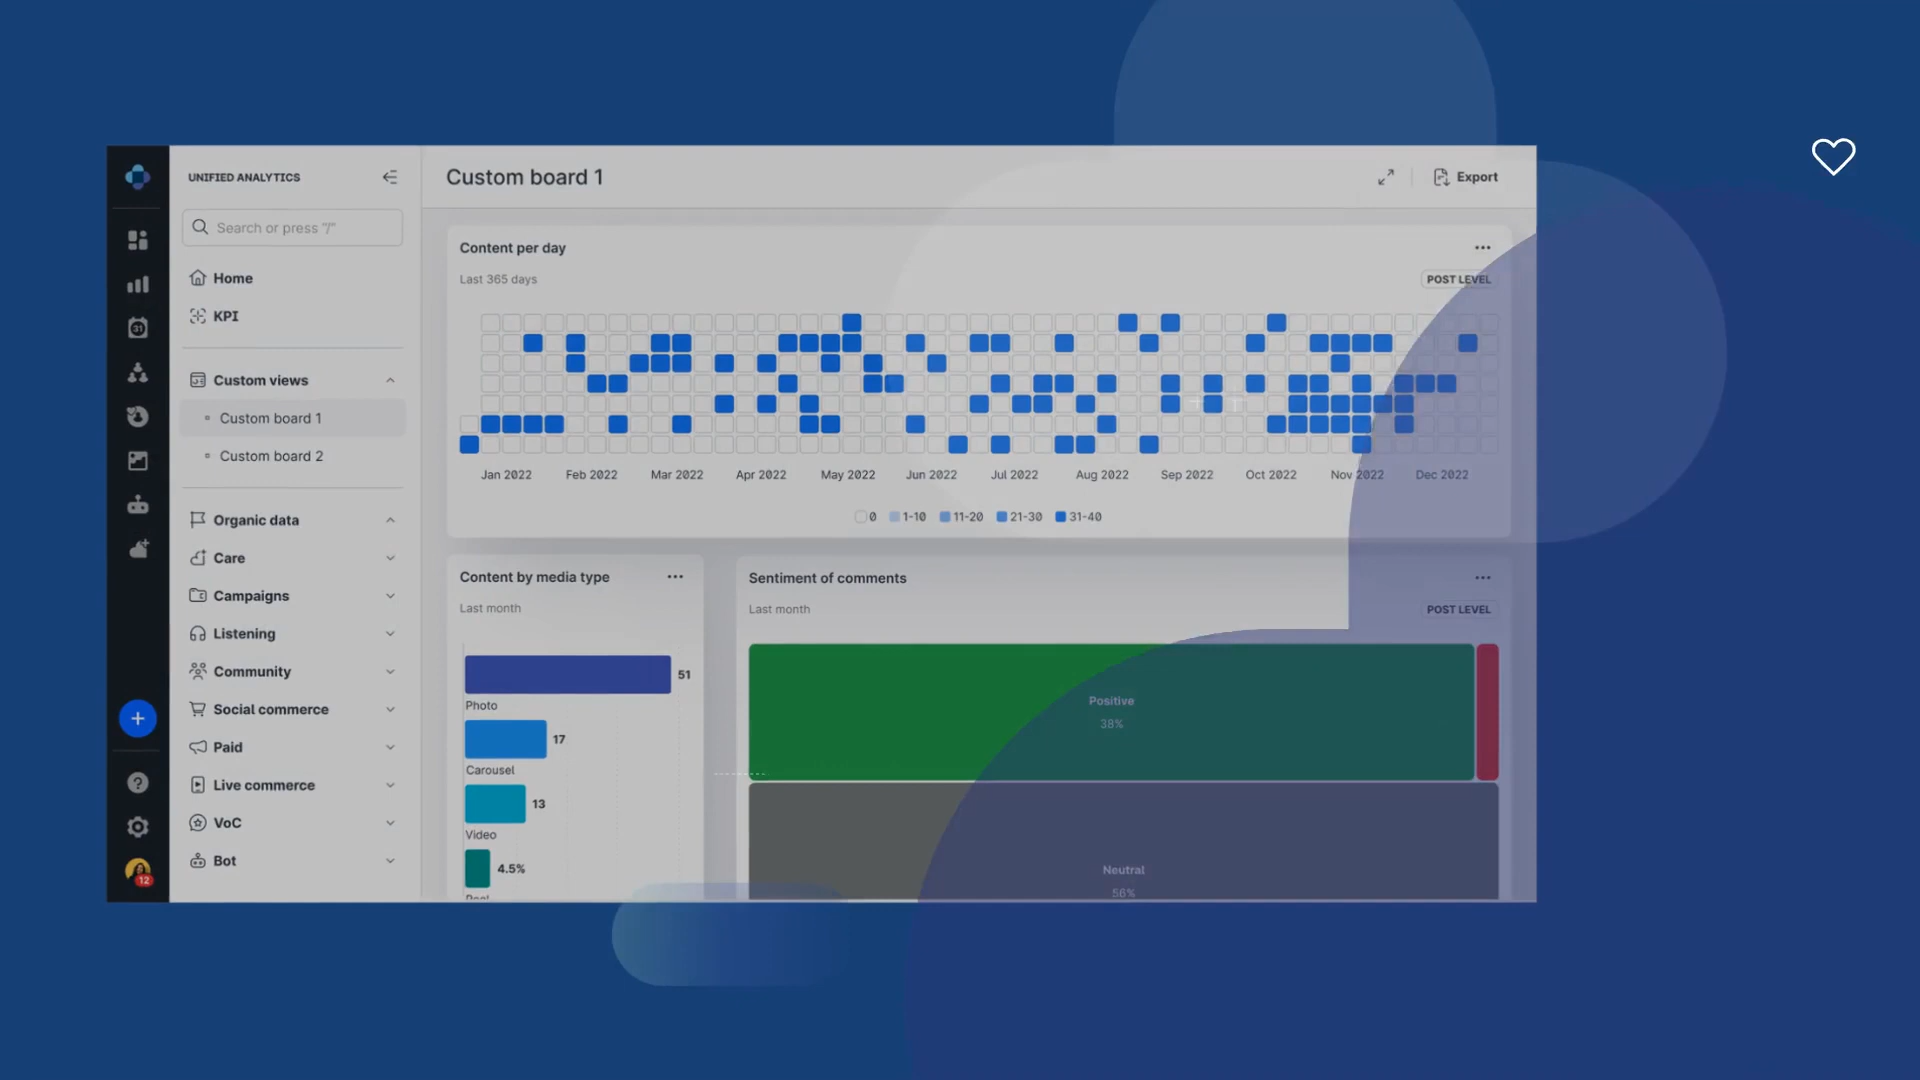 UNIFIED ANALYTICS
Search or press "/"
Home
KPI
Custom views
Custom board 1
Custom board 2
Organic data
Care
Campaigns
Listening
Community
Social commerce
Paid
Live commerce
VoC
Bot
31
12
Custom board 1
Export
Content per day
Last 365 days
POST LEVEL
Jan 2022 Feb 2022 Mar 2022 Apr 2022 May 2022 Jun 2022 Jul 2022 Aug 2022 Sep 2022 Oct 2022 Nov 2022 Dec 2022
0 1-10 11-20 21-30 31-40
Content by media type
Last month
51
Photo
17
Carousel
13
Video
4.5%
Sentiment of comments
Last month
POST LEVEL
Positive
38%
Neutral
56%